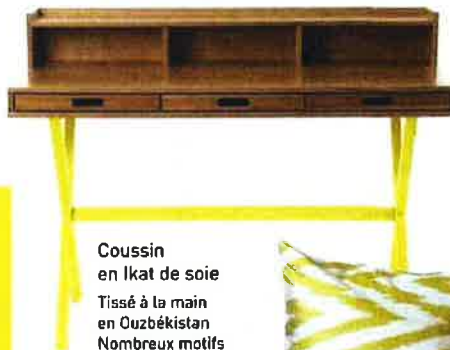 Coussin
en Ikat de soie
Tissé à la main
en Ouzbékistan
Nombreux motifs